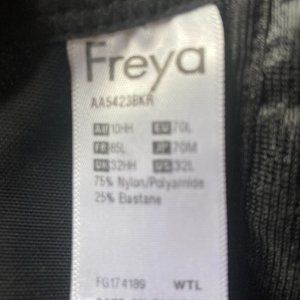 Freya
AA5423BKR
AU 10HH EU 70L
FR 85L JP 70M
UK 32HH US 32L
75% Nylon/Polyamide
25% Elastane
FG174189 WTL